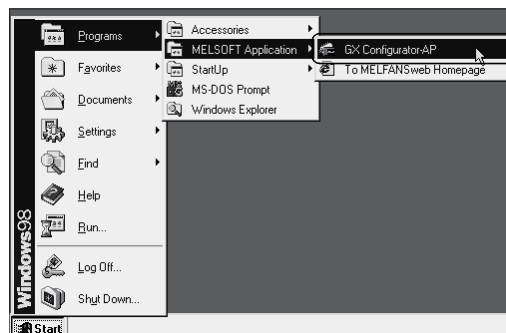 Programs
Favorites
Documents
Settings
Find
Help
Run...
Log Off...
Shut Down...
Windows98
Start
Accessories
MELSOFT Application
StartUp
MS-DOS Prompt
Windows Explorer
GX Configurator-AP
To MELFANSweb Homepage